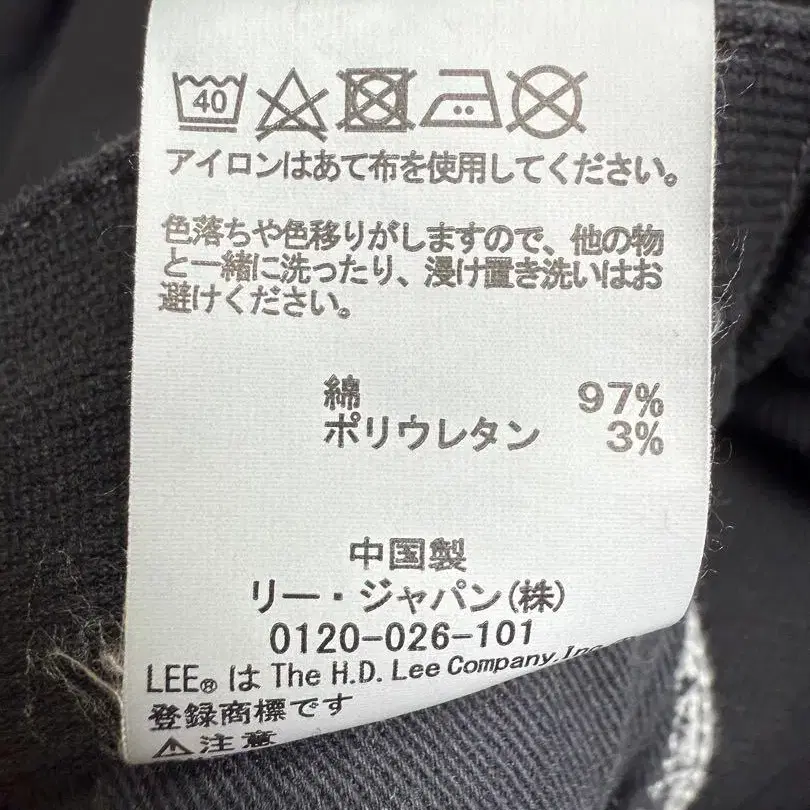 40
アイロンはあて布を使用してください。
色落ちや色移りがしますので、他の物
と一緒に洗ったり、浸け置き洗いはお
避けください。
綿 97%
ポリウレタン 3%
中国製
リー・ジャパン(株)
0120-026-101
LEE® は The H.D. Lee Company, Inc.
登録商標です
⚠注意